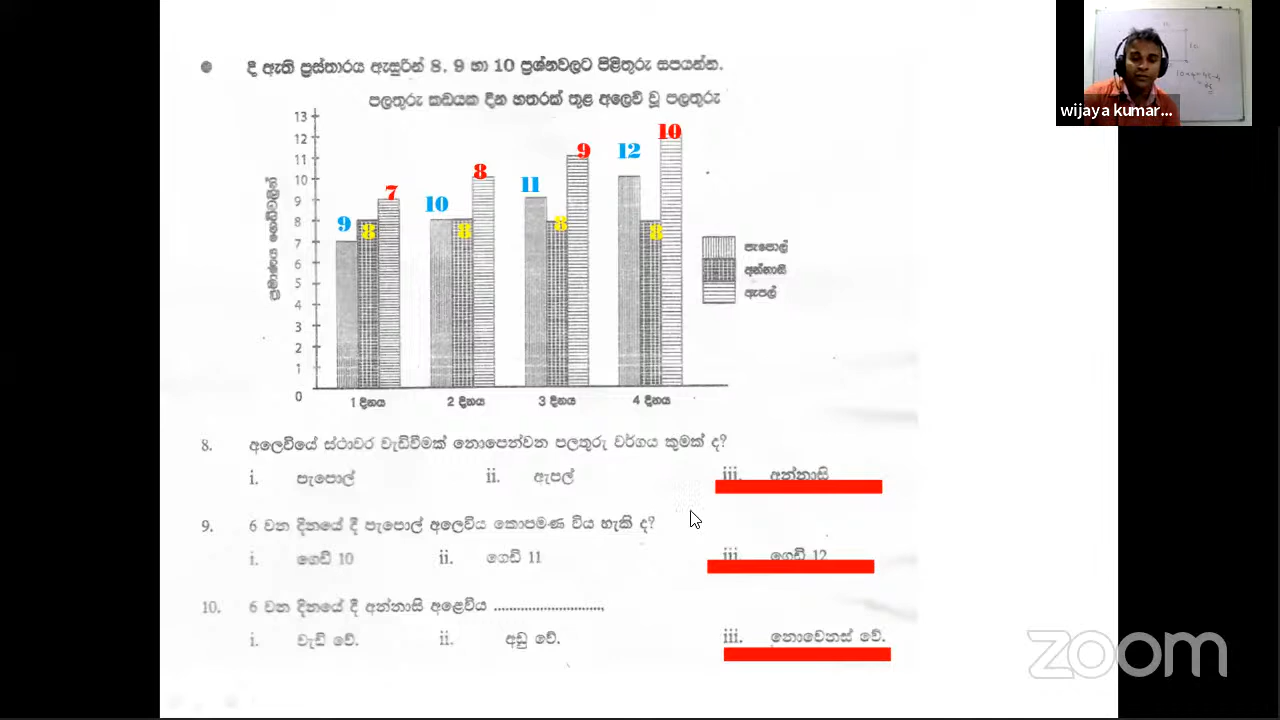 ● දී ඇති ප්‍රස්තාරය ඇසුරින් 8, 9 හා 10 ප්‍රශ්නවලට පිළිතුරු සපයන්න.
පලතුරු කඩයක දින හතරක් තුළ අලෙවි වූ පලතුරු
ප්‍රමාණය ගෙඩිවලින්
13
12
11
10
9
8
7
6
5
4
3
2
1
0
9 8 7
10 8 8
11 8 9
12 8 10
1 දිනය 2 දිනය 3 දිනය 4 දිනය
පැපොල්
අන්නාසි
ඇපල්
8. අලෙවියේ ස්ථාවර වැඩිවීමක් නොපෙන්වන පලතුරු වර්ගය කුමක් ද?
i. පැපොල් ii. ඇපල් iii. අන්නාසි
9. 6 වන දිනයේ දී පැපොල් අලෙවිය කොපමණ විය හැකි ද?
i. ගෙඩි 10 ii. ගෙඩි 11 iii. ගෙඩි 12
10. 6 වන දිනයේ දී අන්නාසි අළෙවිය ............................
i. වැඩි වේ. ii. අඩු වේ. iii. නොවෙනස් වේ.
wijaya kumar...
zoom